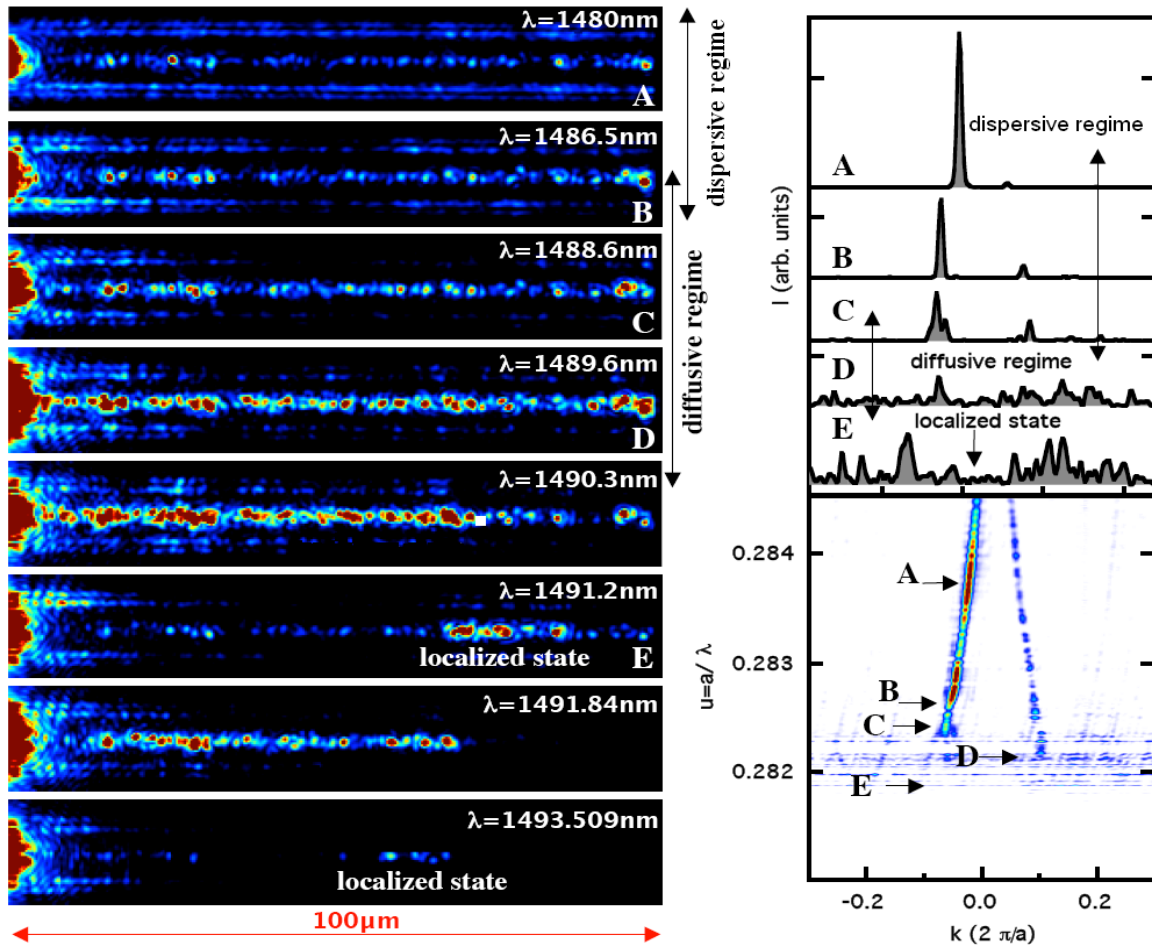 λ=1480nm
A
λ=1486.5nm
B
dispersive regime
λ=1488.6nm
C
λ=1489.6nm
D
diffusive regime
λ=1490.3nm
λ=1491.2nm
localized state
E
λ=1491.84nm
λ=1493.509nm
localized state
100μm
I (arb. units)
A
dispersive regime
B
C
D
diffusive regime
E
localized state
u=a/ λ
0.284
0.283
0.282
A
B
C
D
E
-0.2
0.0
0.2
k (2 π/a)